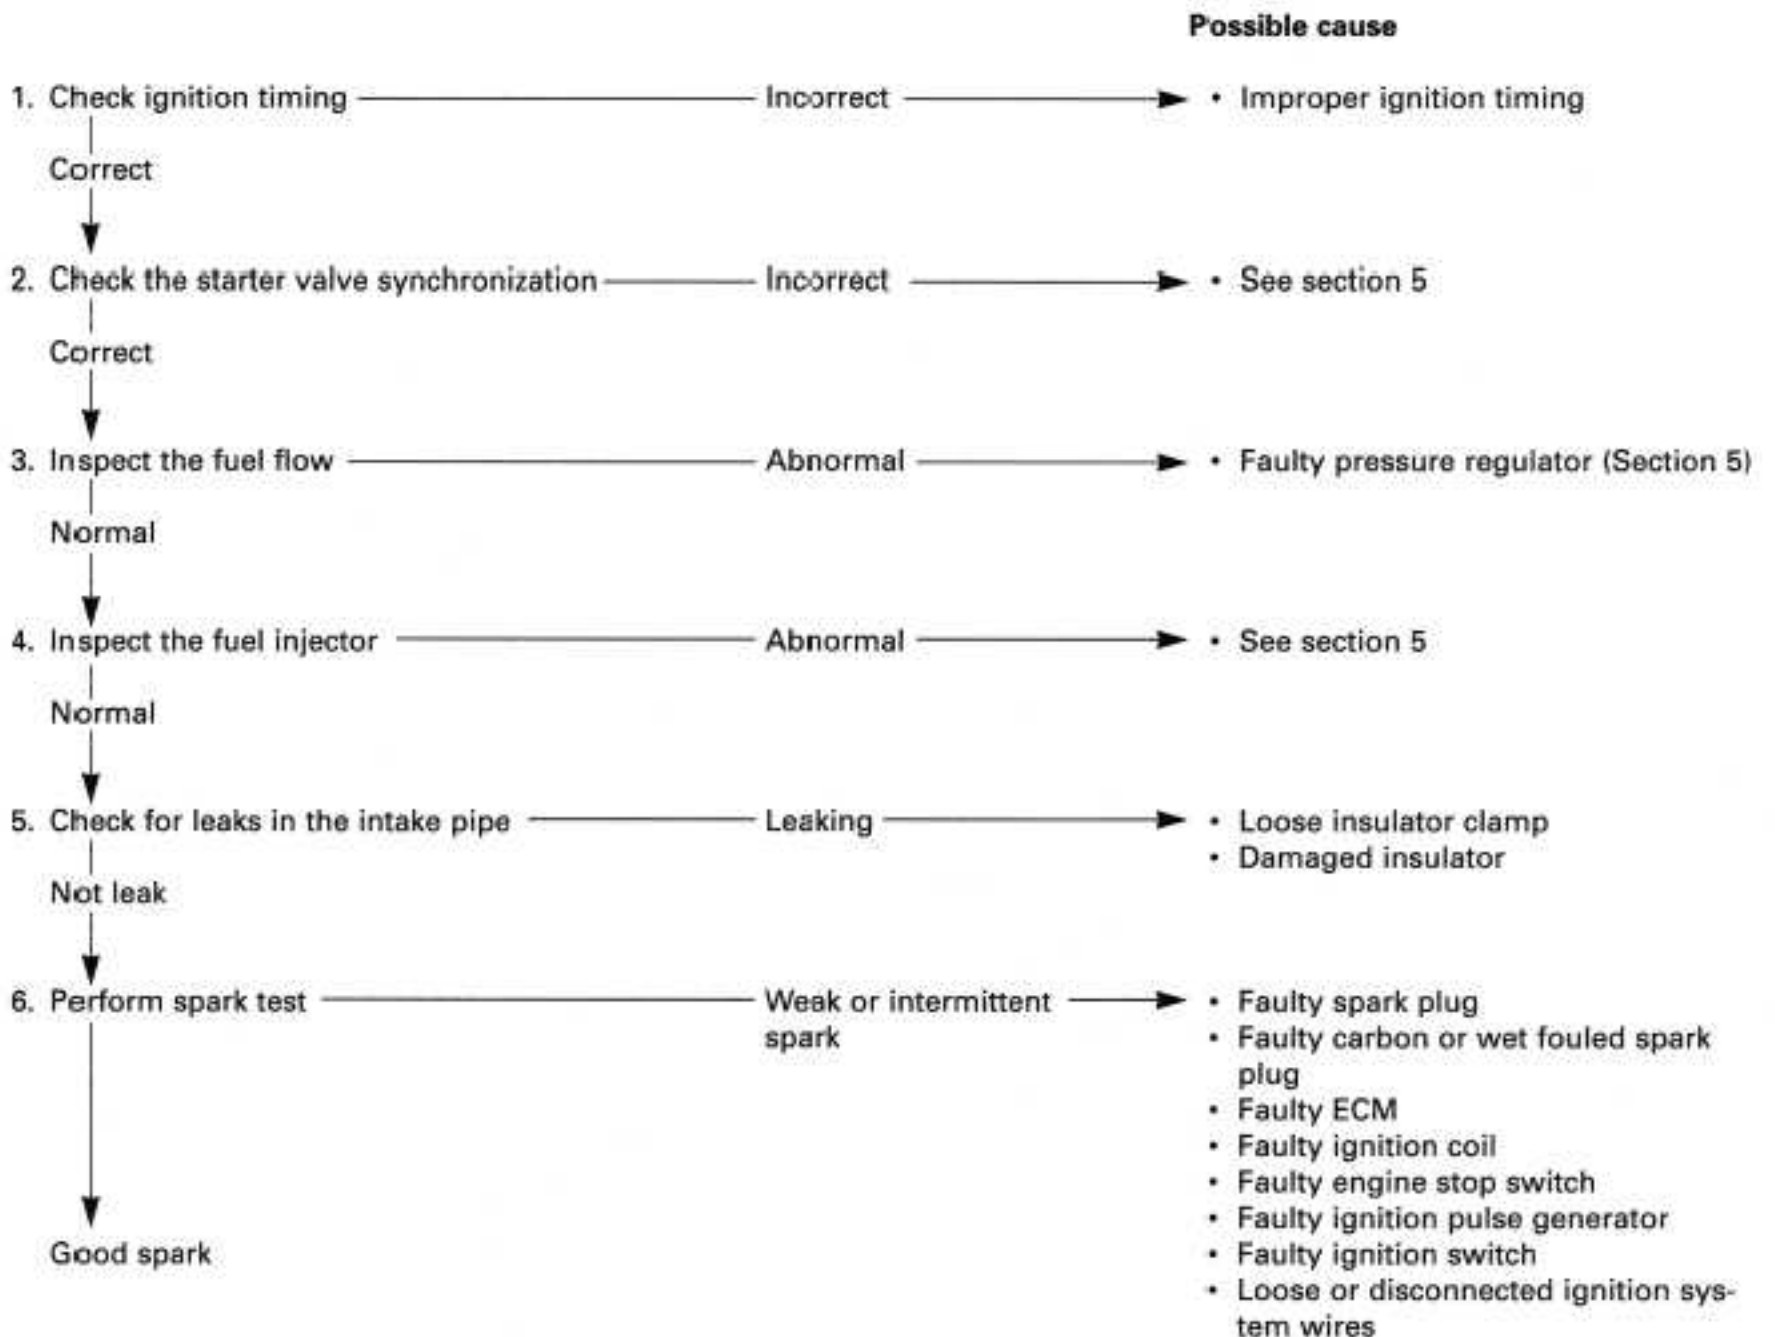 Possible cause
1. Check ignition timing Incorrect • Improper ignition timing
Correct
2. Check the starter valve synchronization Incorrect • See section 5
Correct
3. Inspect the fuel flow Abnormal • Faulty pressure regulator (Section 5)
Normal
4. Inspect the fuel injector Abnormal • See section 5
Normal
5. Check for leaks in the intake pipe Leaking • Loose insulator clamp
• Damaged insulator
Not leak
6. Perform spark test Weak or intermittent • Faulty spark plug
spark • Faulty carbon or wet fouled spark
plug
• Faulty ECM
• Faulty ignition coil
• Faulty engine stop switch
• Faulty ignition pulse generator
Good spark • Faulty ignition switch
• Loose or disconnected ignition sys-
tem wires